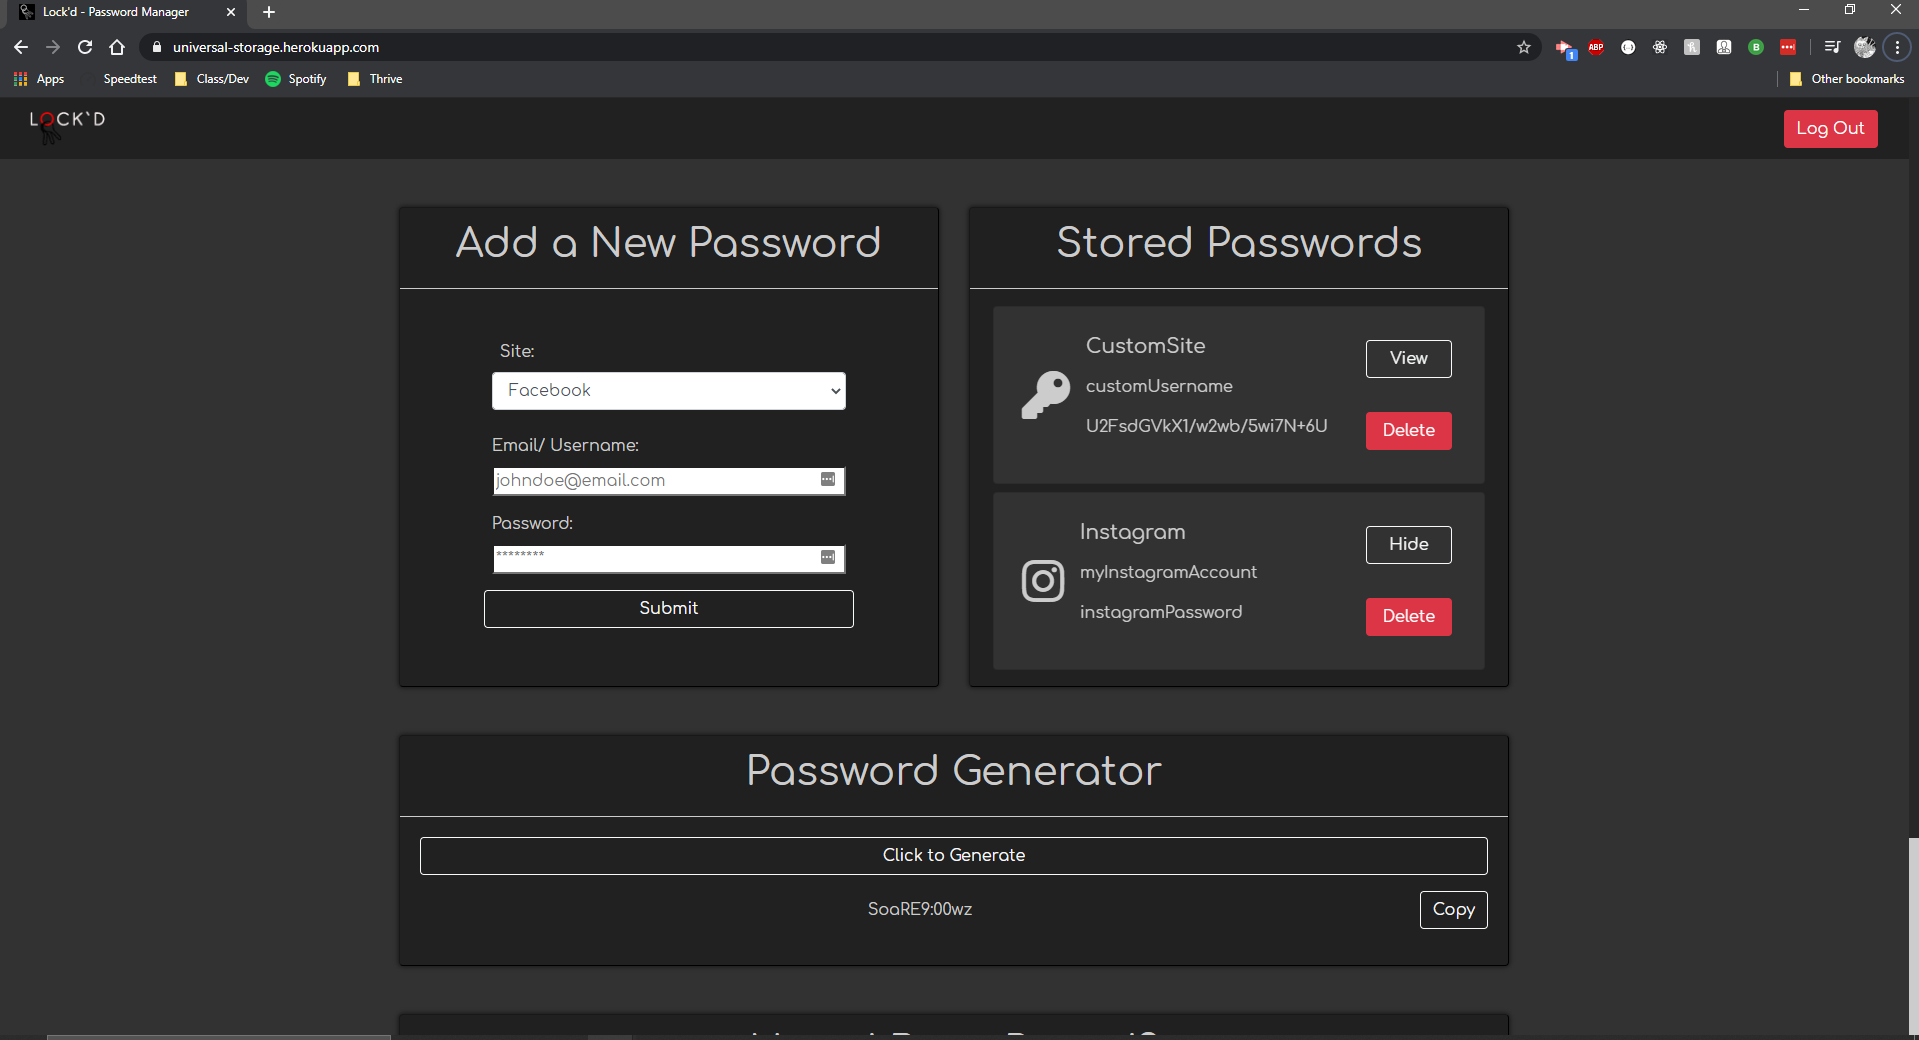 Lock'd - Password Manager
universal-storage.herokuapp.com
ABP
1
B
Apps
Speedtest
Class/Dev
Spotify
Thrive
Other bookmarks
LOCK`D
Log Out
Add a New Password
Site:
Facebook
Email/ Username:
johndoe@email.com
Password:
********
Submit
Stored Passwords
CustomSite
customUsername
U2FsdGVkX1/w2wb/5wi7N+6U
View
Delete
Instagram
myInstagramAccount
instagramPassword
Hide
Delete
Password Generator
Click to Generate
SoaRE9:00wz
Copy